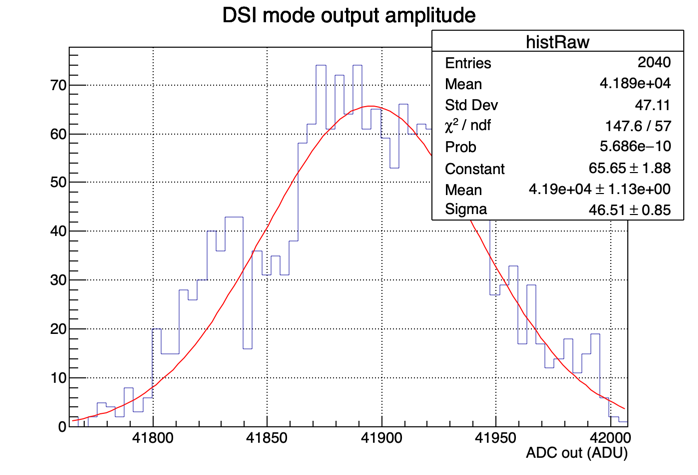 DSI mode output amplitude
histRaw
Entries 2040
Mean 4.189e+04
Std Dev 47.11
χ² / ndf 147.6 / 57
Prob 5.686e−10
Constant 65.65 ± 1.88
Mean 4.19e+04 ± 1.13e+00
Sigma 46.51 ± 0.85
70
60
50
40
30
20
10
0
41800 41850 41900 41950 42000
ADC out (ADU)